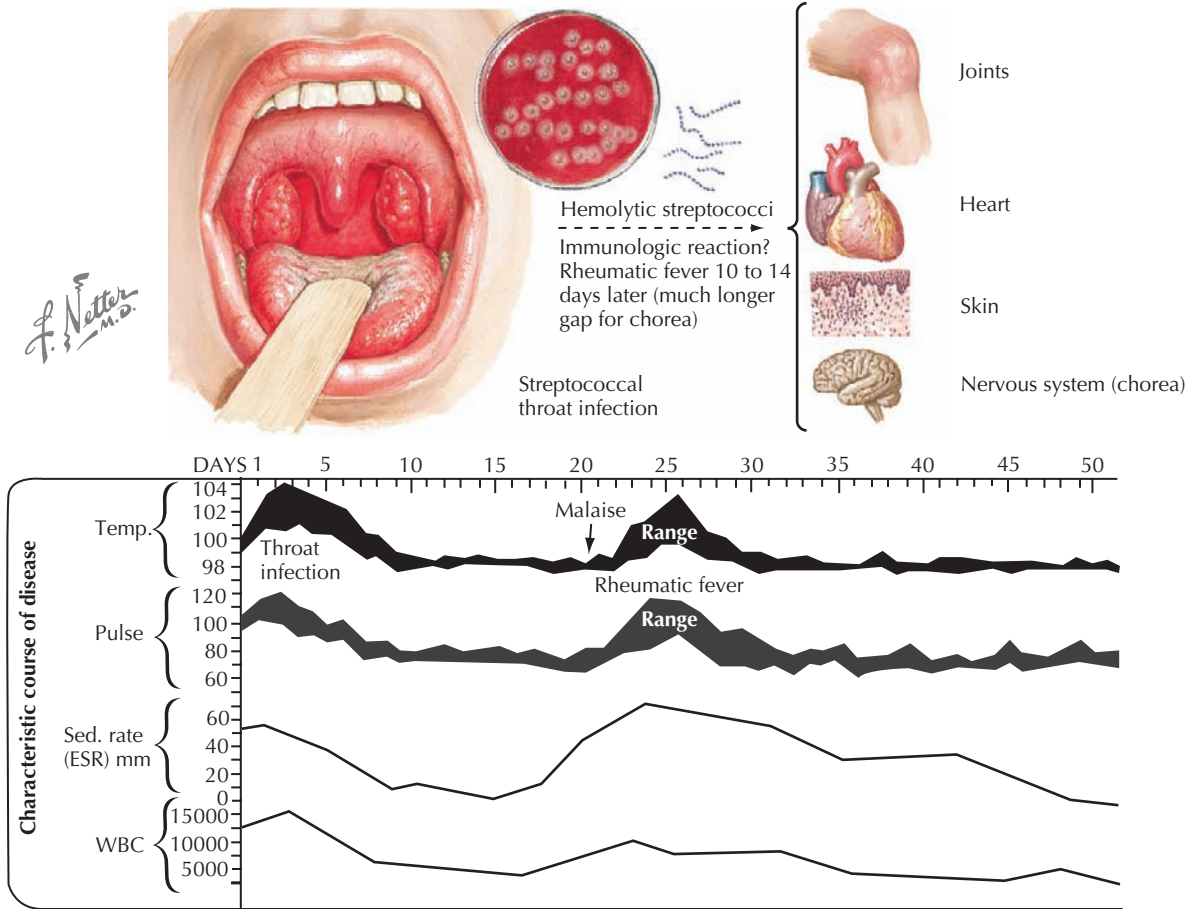 Joints
Heart
Hemolytic streptococci
Immunologic reaction?
Rheumatic fever 10 to 14
days later (much longer
gap for chorea)
Skin
Nervous system (chorea)
Streptococcal
throat infection
F. Netter
M.D.
DAYS 1 5 10 15 20 25 30 35 40 45 50
Characteristic course of disease
Temp.
104
102
100
98
Throat
infection
Malaise
Range
Rheumatic fever
Pulse
120
100
80
60
Range
Sed. rate
(ESR) mm
60
40
20
0
WBC
15000
10000
5000